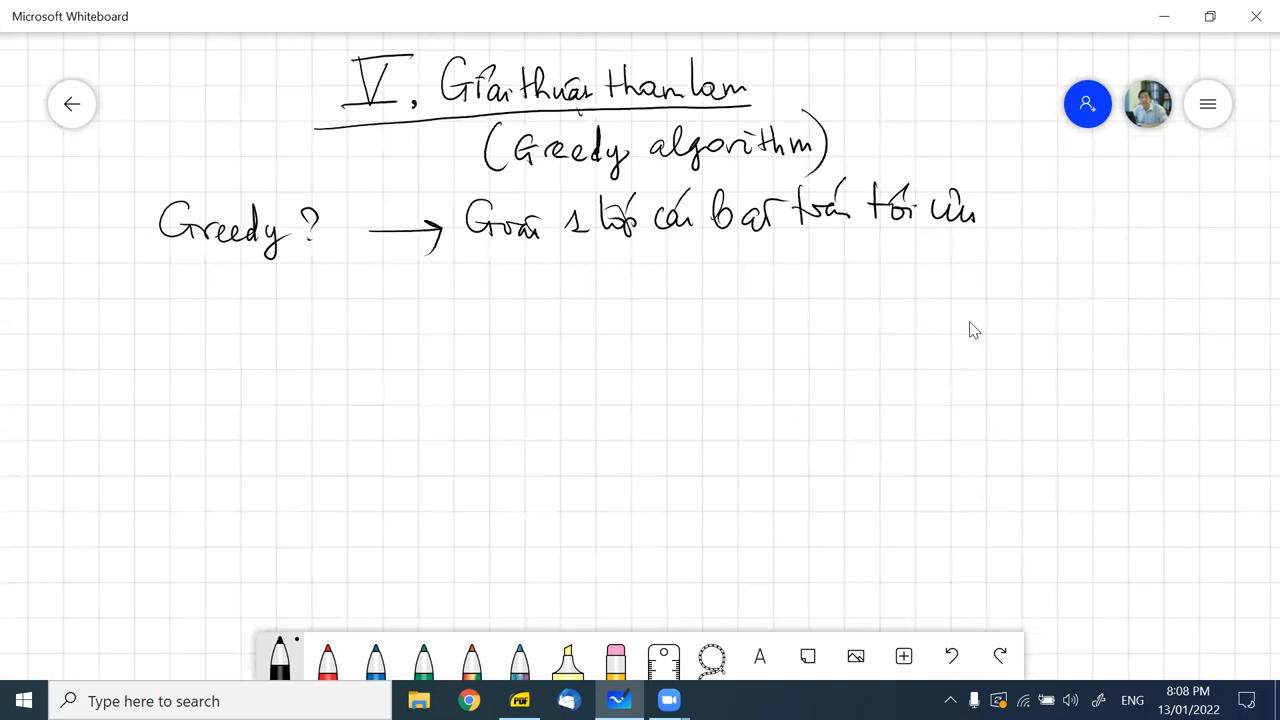 Microsoft Whiteboard
V. Giải thuật tham lam
(Greedy algorithm)
Greedy? → Giải 1 lớp các bài toán tối ưu
A
Type here to search
PDF
ENG
8:08 PM
13/01/2022